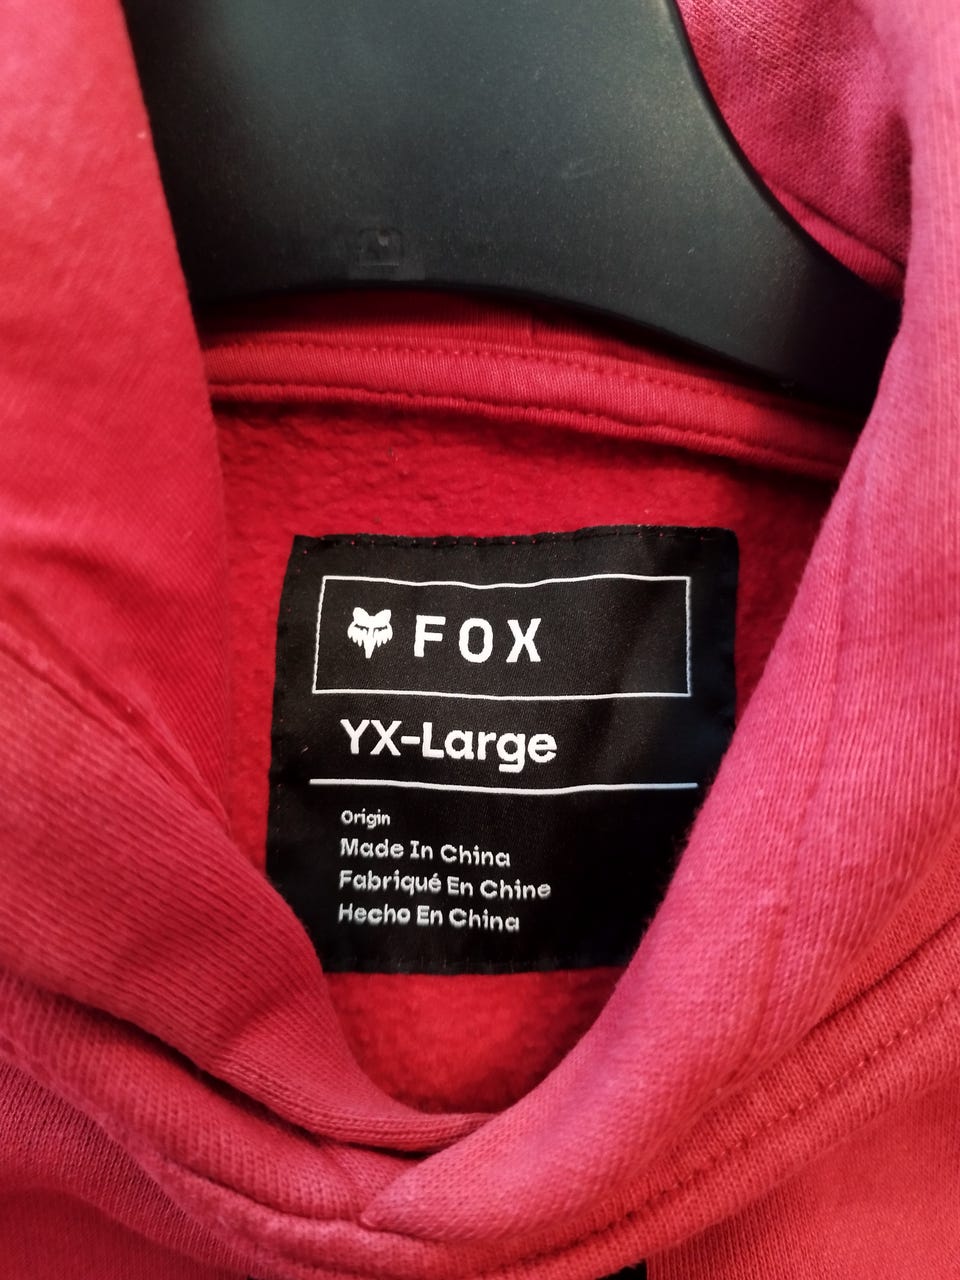 FOX
YX-Large
Origin
Made In China
Fabriqué En Chine
Hecho En China